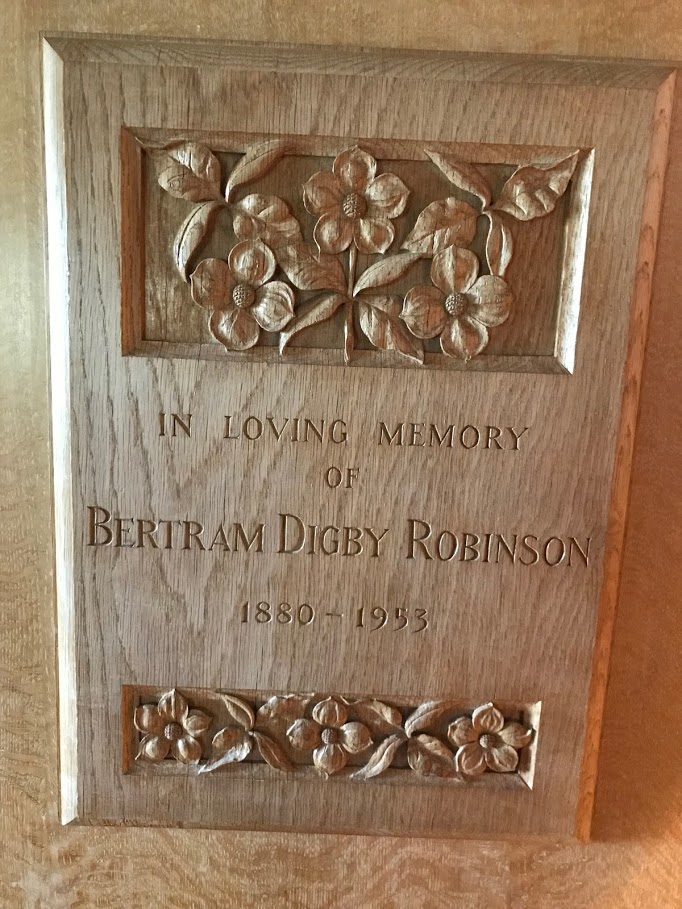 IN LOVING MEMORY
OF
BERTRAM DIGBY ROBINSON
1880 - 1953